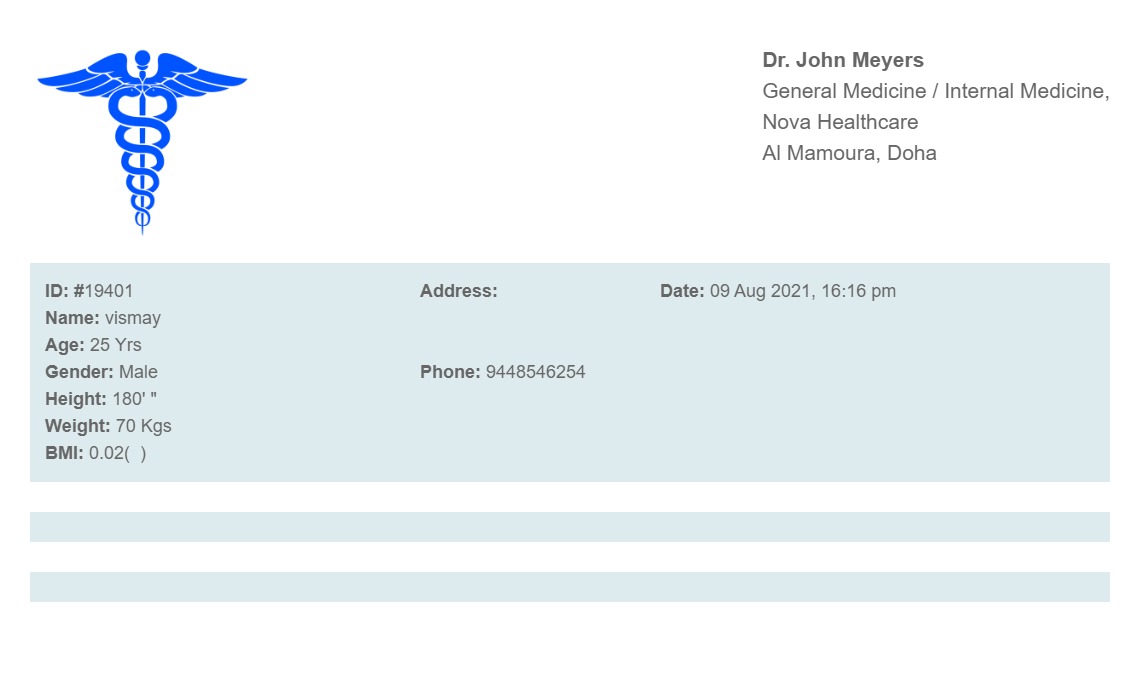 Dr. John Meyers
General Medicine / Internal Medicine,
Nova Healthcare
Al Mamoura, Doha
ID: #19401
Name: vismay
Age: 25 Yrs
Gender: Male
Height: 180' "
Weight: 70 Kgs
BMI: 0.02(  )
Address:
Phone: 9448546254
Date: 09 Aug 2021, 16:16 pm